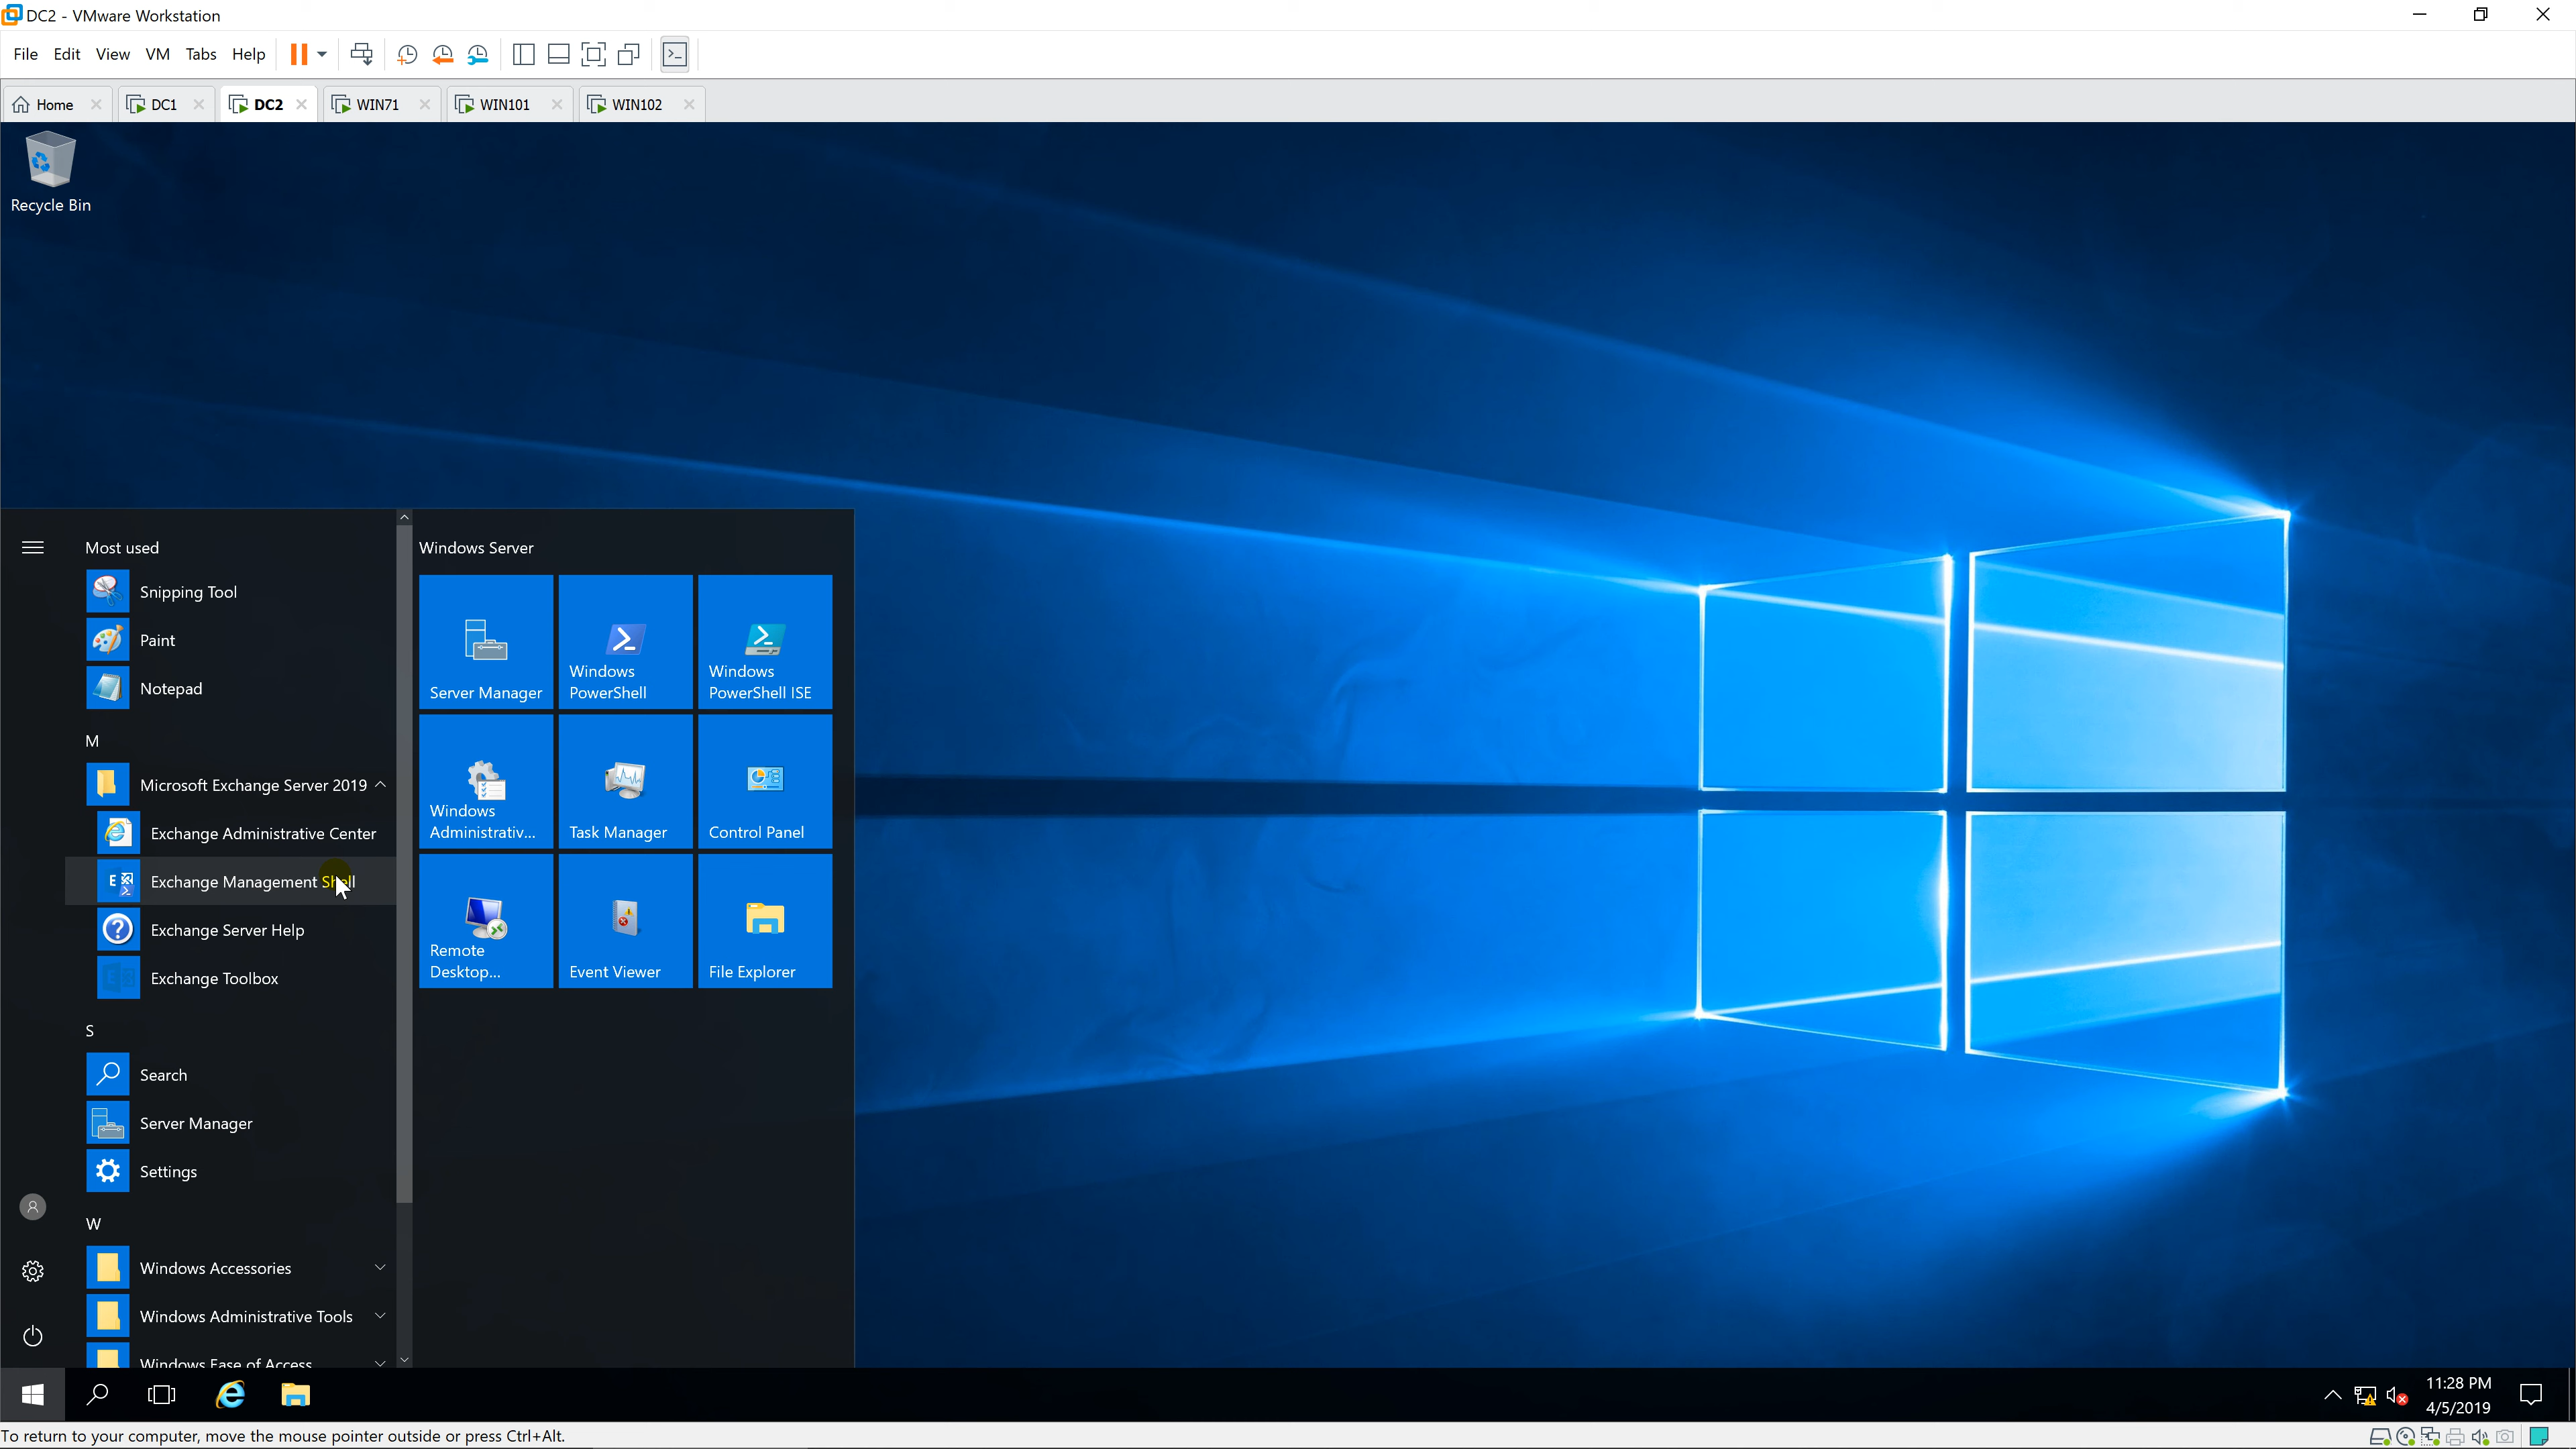 DC2 - VMware Workstation
File Edit View VM Tabs Help
Home DC1 DC2 WIN71 WIN101 WIN102
Recycle Bin
Most used
Snipping Tool
Paint
Notepad
M
Microsoft Exchange Server 2019
Exchange Administrative Center
Exchange Management Shell
Exchange Server Help
Exchange Toolbox
S
Search
Server Manager
Settings
W
Windows Accessories
Windows Administrative Tools
Windows Ease of Access
Windows Server
Server Manager
Windows
PowerShell
Windows
PowerShell ISE
Windows
Administrativ...
Task Manager
Control Panel
Remote
Desktop...
Event Viewer
File Explorer
11:28 PM
4/5/2019
To return to your computer, move the mouse pointer outside or press Ctrl+Alt.